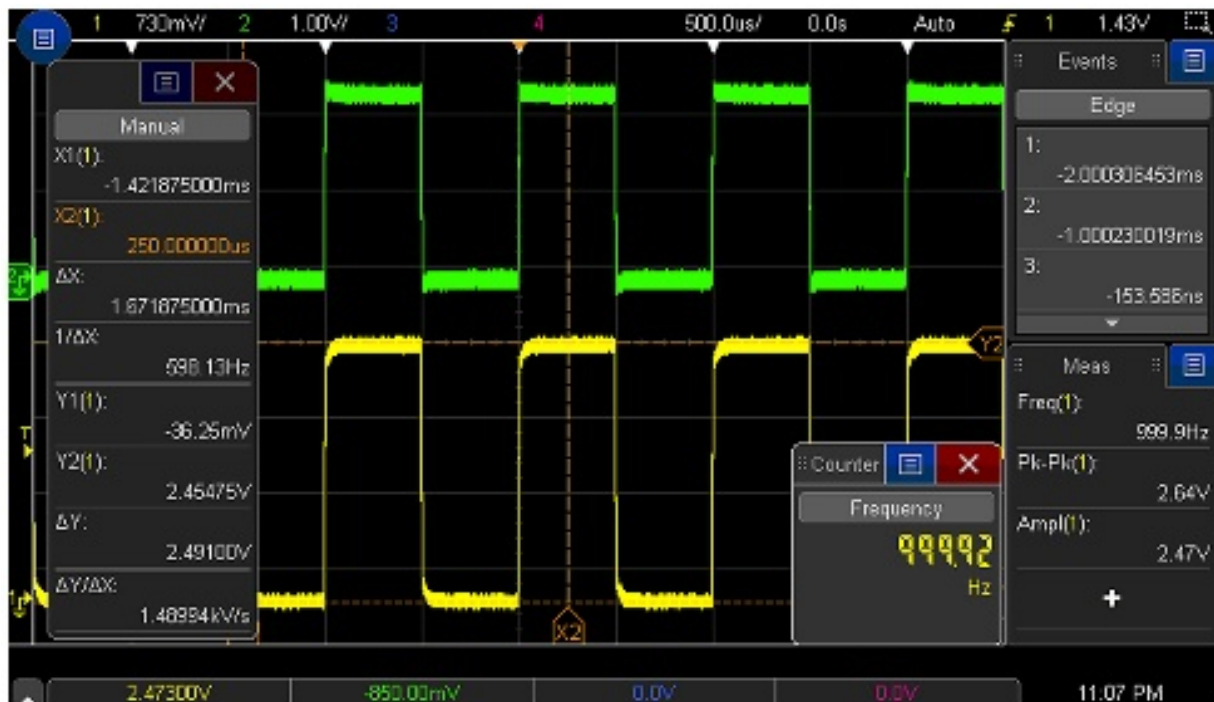 1 730mV/ 2 1.00V/ 3 4 500.0us/ 0.0s Auto 1 1.43V
Manual
X1(1):
-1.421875000ms
X2(1):
250.000000us
ΔX:
1.671875000ms
1/ΔX:
598.13Hz
Y1(1):
-36.25mV
Y2(1):
2.45475V
ΔY:
2.49100V
ΔY/ΔX:
1.48994kV/s
2
T
1
Y2
X2
Counter
Frequency
999.92
Hz
Events
Edge
1:
-2.000306453ms
2:
-1.000230019ms
3:
-153.586ns
Meas
Freq(1):
999.9Hz
Pk-Pk(1):
2.64V
Ampl(1):
2.47V
+
2.47300V -850.00mV 0.0V 0.0V 11:07 PM